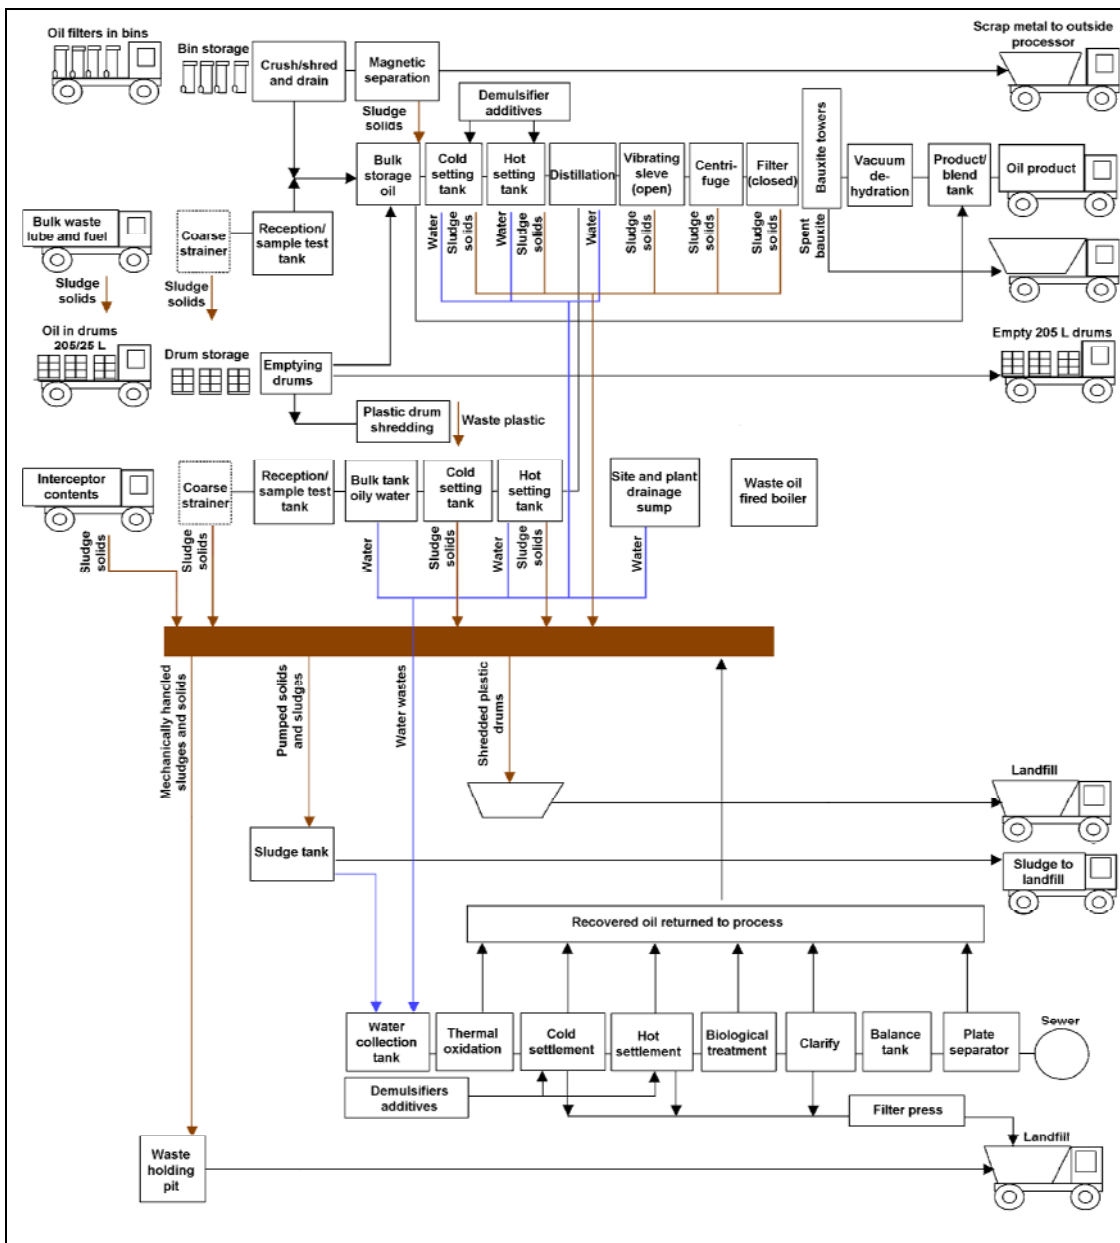 Oil filters in bins
Bin storage
Crush/shred
and drain
Magnetic
separation
Scrap metal to outside
processor
Sludge
solids
Demulsifier
additives
Bulk
storage
oil
Cold
setting
tank
Hot
setting
tank
Distillation
Vibrating
sleve
(open)
Centri-
fuge
Filter
(closed)
Bauxite towers
Vacuum
de-
hydration
Product/
blend
tank
Oil product
Bulk waste
lube and fuel
Coarse
strainer
Reception/
sample test
tank
Water
Sludge
solids
Water
Sludge
solids
Water
Sludge
solids
Sludge
solids
Sludge
solids
Spent
bauxite
Sludge
solids
Sludge
solids
Oil in drums
205/25 L
Drum storage
Emptying
drums
Empty 205 L drums
Plastic drum
shredding
Waste plastic
Interceptor
contents
Coarse
strainer
Reception/
sample test
tank
Bulk tank
oily water
Cold
setting
tank
Hot
setting
tank
Site and plant
drainage
sump
Waste oil
fired boiler
Sludge
solids
Sludge
solids
Water
Sludge
solids
Water
Sludge
solids
Water
Mechanically hancled
sludges and solids
Pumped solids
and sludges
Water wastes
Shredded plastic
drums
Landfill
Sludge tank
Sludge to
landfill
Recovered oil returned to process
Water
collection
tank
Thermal
oxidation
Cold
settlement
Hot
settlement
Biological
treatment
Clarify
Balance
tank
Plate
separator
Sewer
Demulsifiers
additives
Filter press
Landfill
Waste
holding
pit